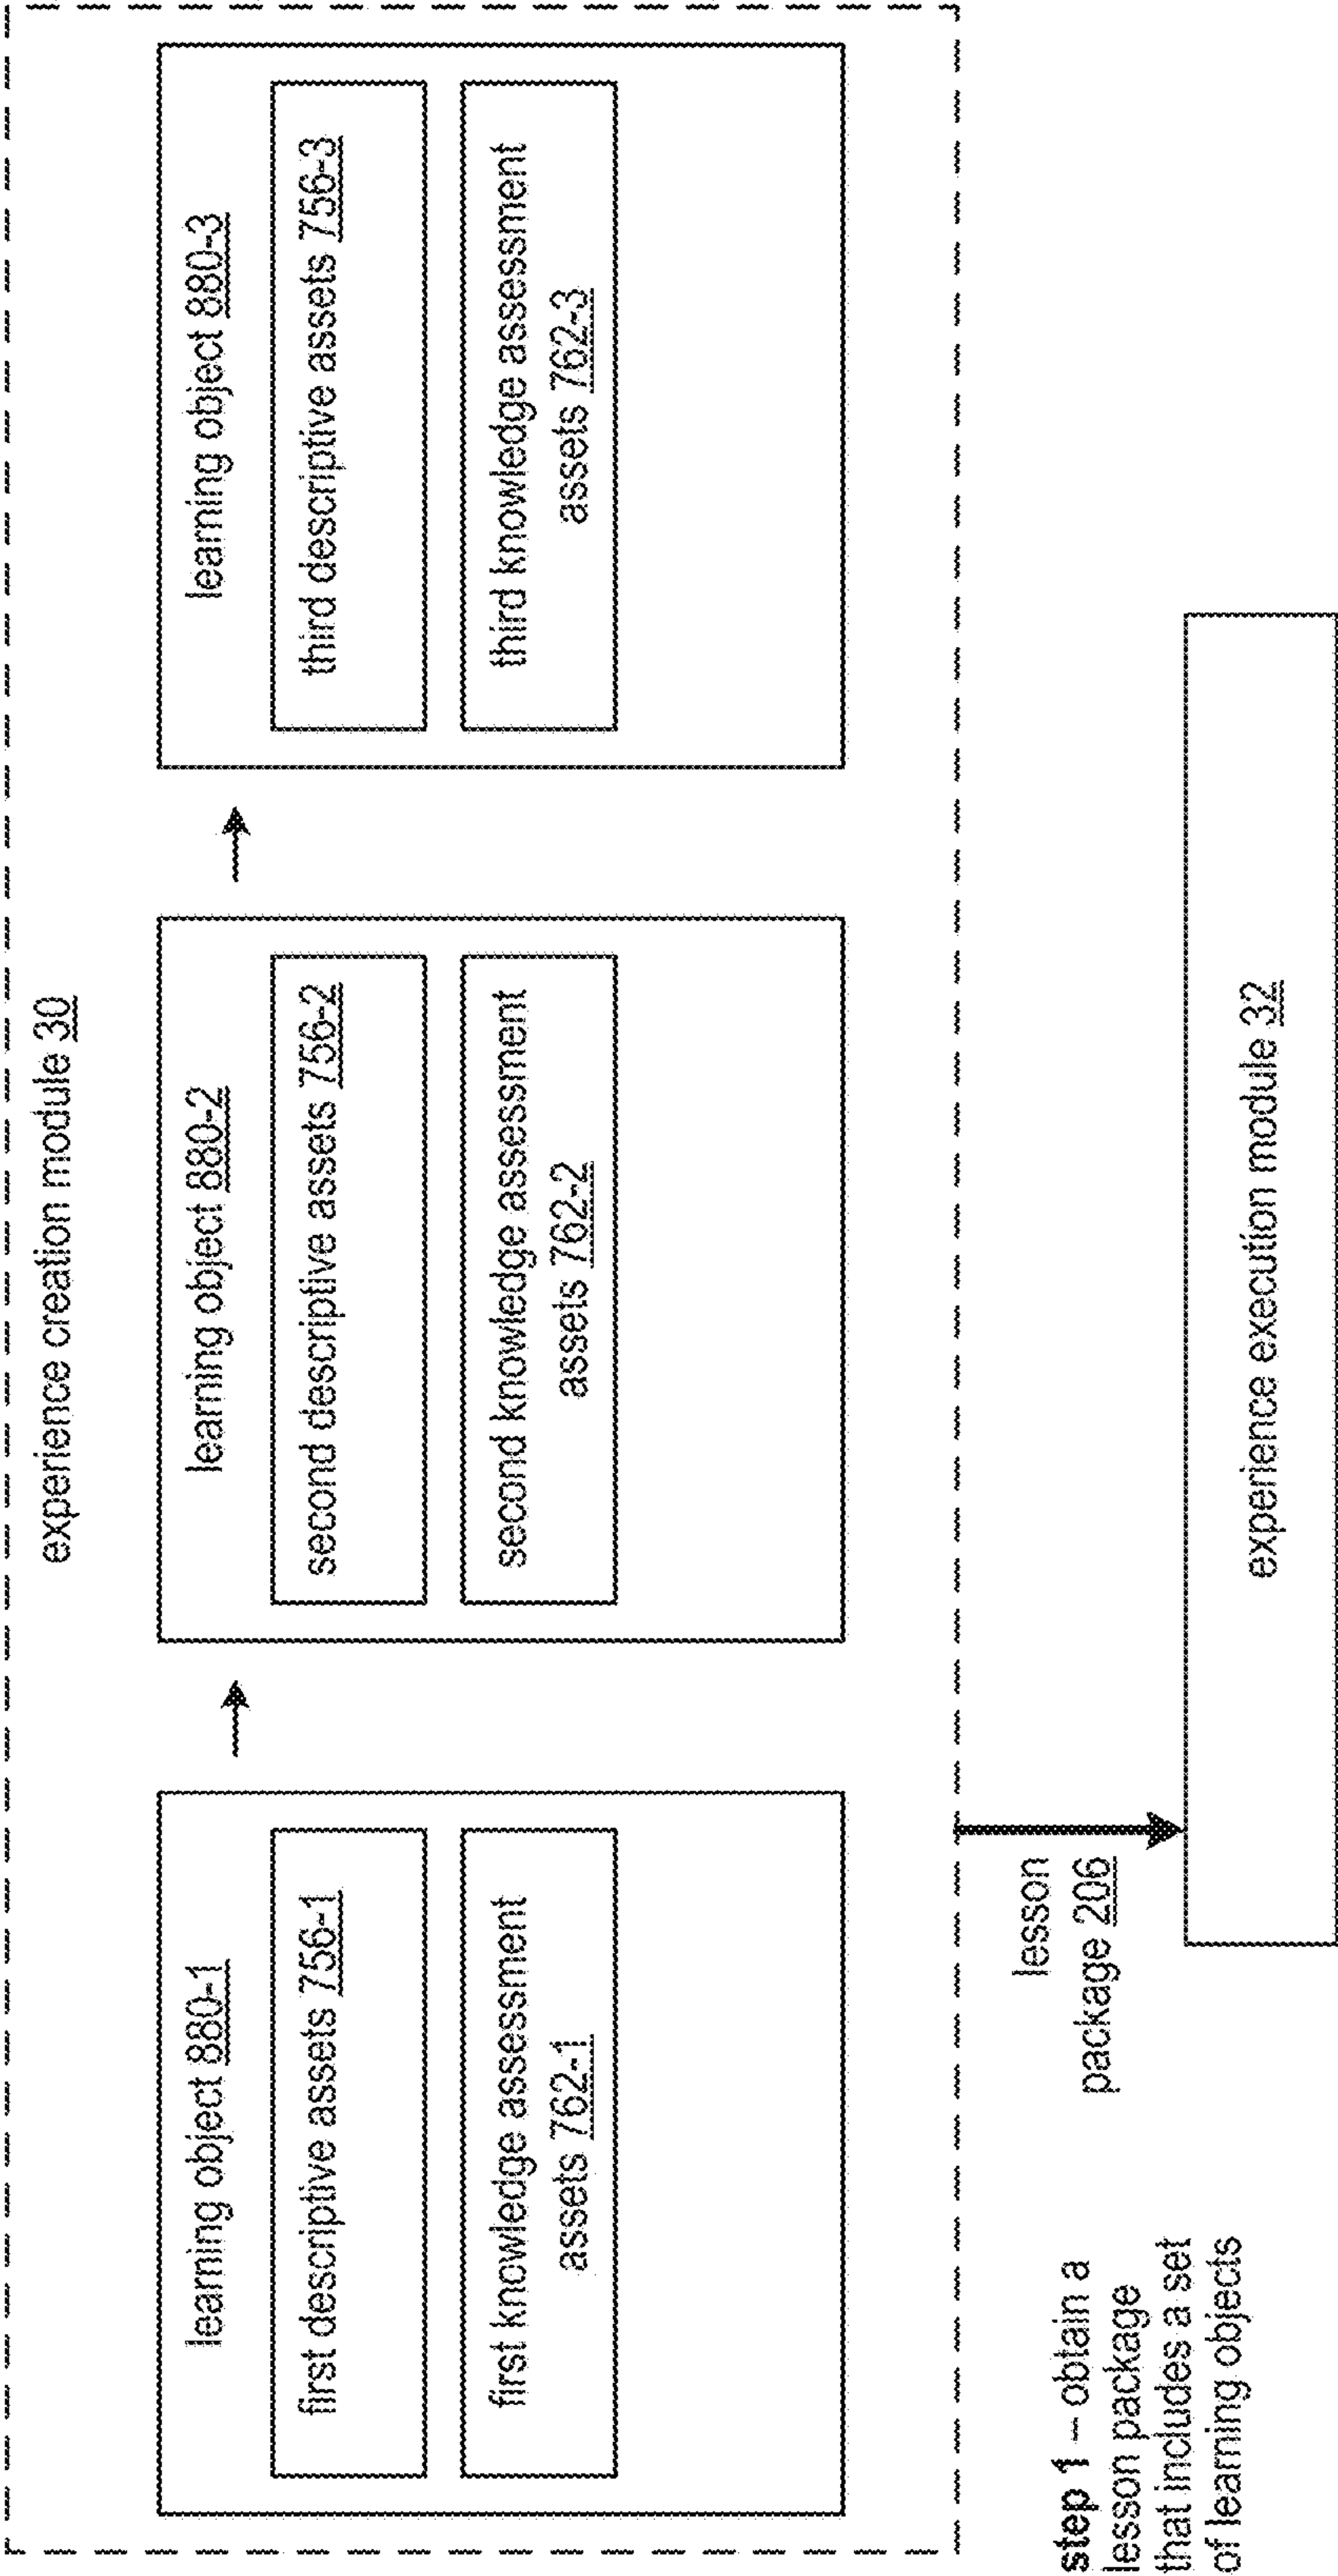 experience creation module 30
learning object 880-1
first descriptive assets 756-1
first knowledge assessment
assets 762-1
learning object 880-2
second descriptive assets 756-2
second knowledge assessment
assets 762-2
learning object 880-3
third descriptive assets 756-3
third knowledge assessment
assets 762-3
step 1 – obtain a
lesson package
that includes a set
of learning objects
lesson
package 206
experience execution module 32